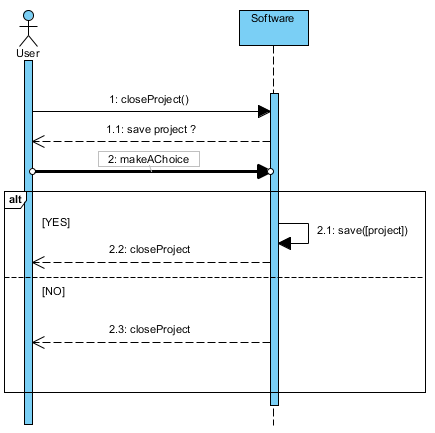 User
Software
1: closeProject()
1.1: save project ?
2: makeAChoice
alt
[YES]
2.1: save([project])
2.2: closeProject
[NO]
2.3: closeProject